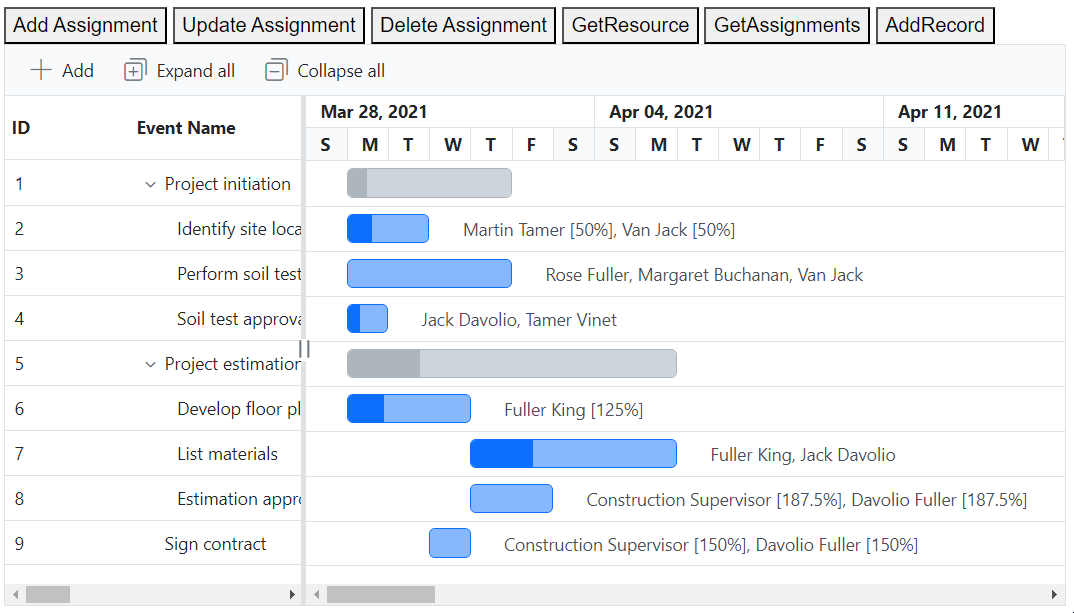 Add Assignment Update Assignment Delete Assignment GetResource GetAssignments AddRecord
Add Expand all Collapse all
ID Event Name Mar 28, 2021 Apr 04, 2021 Apr 11, 2021
S M T W T F S S M T W T F S S M T W
1 Project initiation
2 Identify site loca Martin Tamer [50%], Van Jack [50%]
3 Perform soil test Rose Fuller, Margaret Buchanan, Van Jack
4 Soil test approva Jack Davolio, Tamer Vinet
5 Project estimation
6 Develop floor pl Fuller King [125%]
7 List materials Fuller King, Jack Davolio
8 Estimation appro Construction Supervisor [187.5%], Davolio Fuller [187.5%]
9 Sign contract Construction Supervisor [150%], Davolio Fuller [150%]